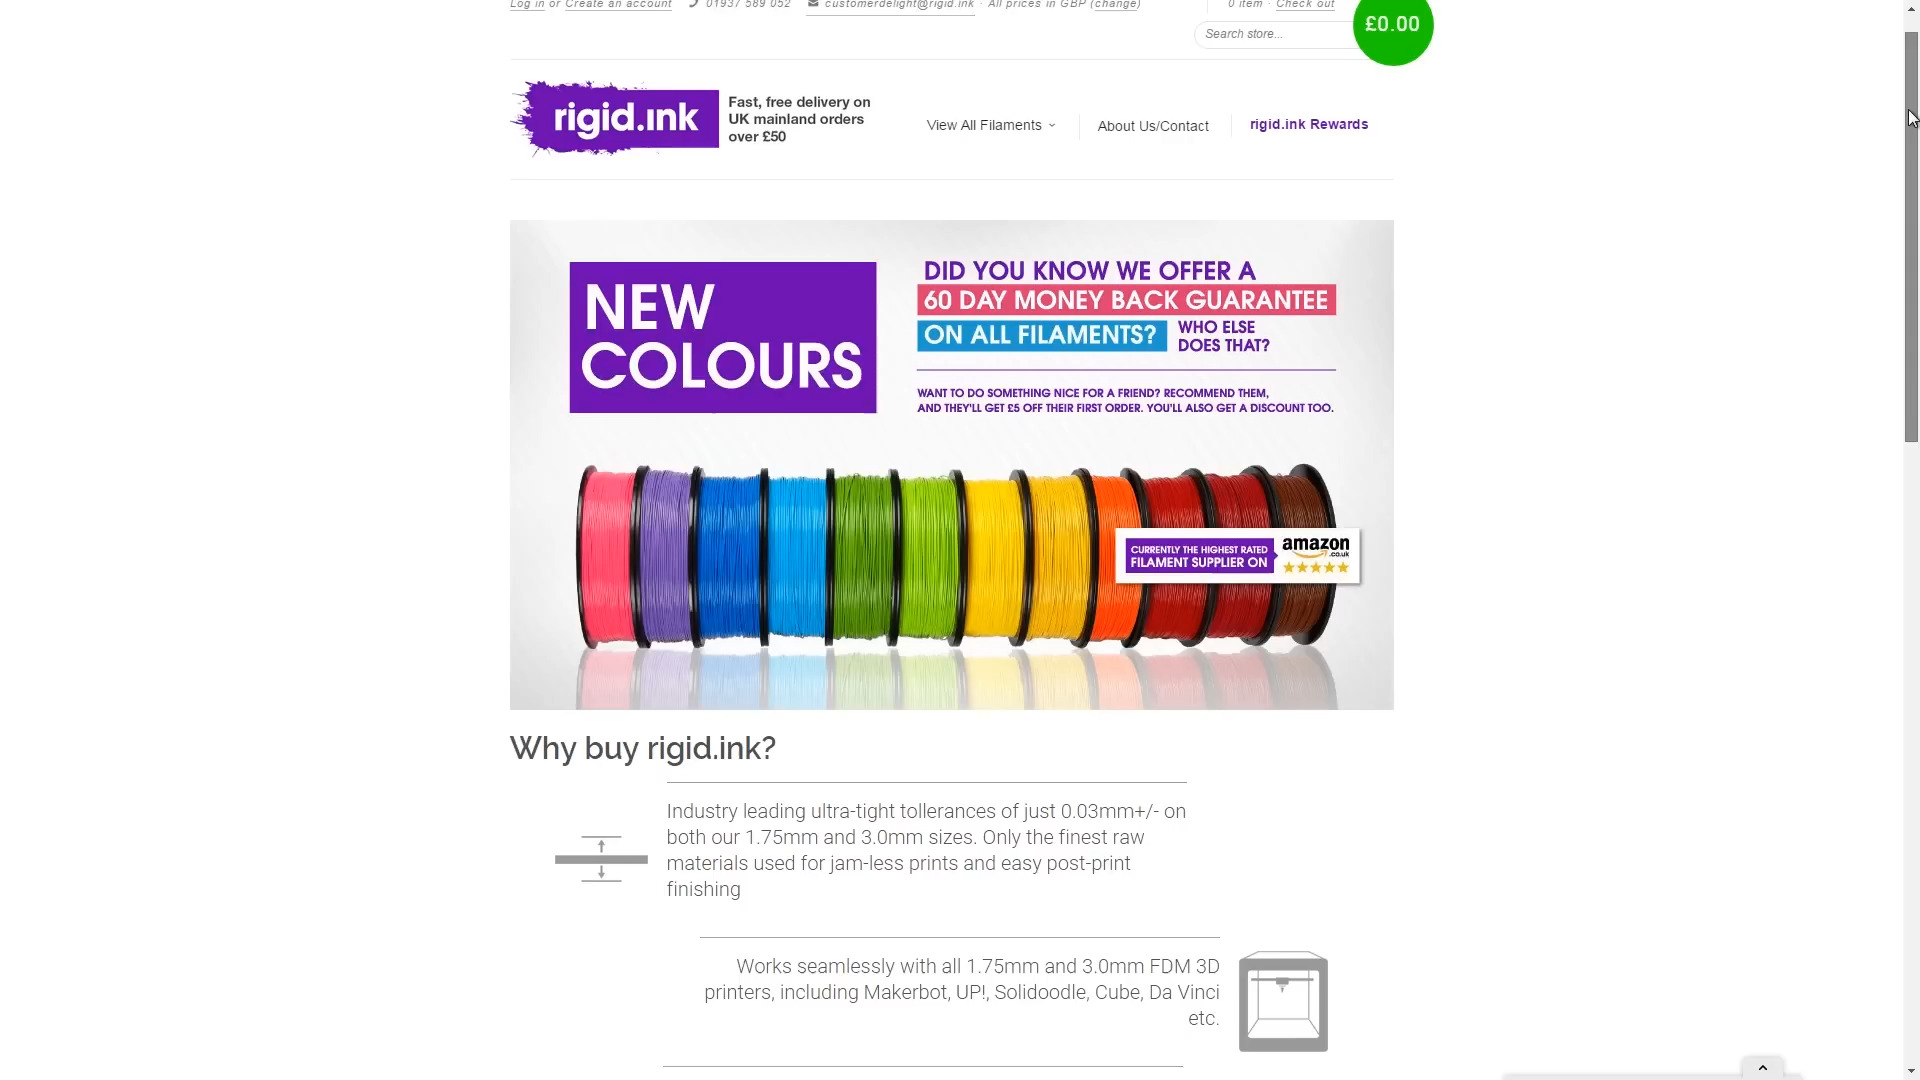 Log in or Create an account 01937 589 052 customerdelight@rigid.ink · All prices in GBP (change) 0 item · Check out
£0.00
Search store...
rigid.ink
Fast, free delivery on
UK mainland orders
over £50
View All Filaments
About Us/Contact
rigid.ink Rewards
NEW
COLOURS
DID YOU KNOW WE OFFER A
60 DAY MONEY BACK GUARANTEE
ON ALL FILAMENTS?
WHO ELSE
DOES THAT?
WANT TO DO SOMETHING NICE FOR A FRIEND? RECOMMEND THEM,
AND THEY'LL GET £5 OFF THEIR FIRST ORDER. YOU'LL ALSO GET A DISCOUNT TOO.
CURRENTLY THE HIGHEST RATED
FILAMENT SUPPLIER ON
amazon
.co.uk
Why buy rigid.ink?
Industry leading ultra-tight tollerances of just 0.03mm+/- on
both our 1.75mm and 3.0mm sizes. Only the finest raw
materials used for jam-less prints and easy post-print
finishing
Works seamlessly with all 1.75mm and 3.0mm FDM 3D
printers, including Makerbot, UP!, Solidoodle, Cube, Da Vinci
etc.